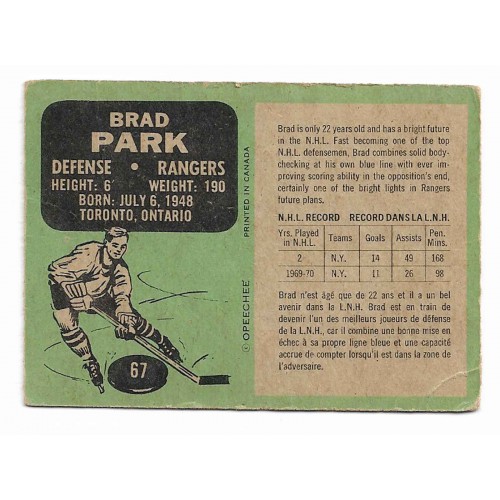 BRAD
PARK
DEFENSE • RANGERS
HEIGHT: 6' WEIGHT: 190
BORN: JULY 6, 1948
TORONTO, ONTARIO
67
© OPEECHEE PRINTED IN CANADA
Brad is only 22 years old and has a bright future
in the N.H.L. Fast becoming one of the top
N.H.L. defensemen, Brad combines solid body-
checking at his own blue line with ever improv-
ing scoring ability in the opposition's end,
certainly one of the bright lights in Rangers
future plans.
N.H.L. RECORD RECORD DANS LA L.N.H.
Yrs. Played in N.H.L. Teams Goals Assists Pen. Mins.
2 N.Y. 14 49 168
1969-70 N.Y. 11 26 98
Brad n'est âgé que de 22 ans et il a un bel
avenir dans la L.N.H. Brad est en train de
devenir l'un des meilleurs joueurs de défense
de la L.N.H., car il combine une bonne mise
en échec à sa propre ligne bleue et une capacité
accrue de compter lorsqu'il est dans la zone de
l'adversaire.